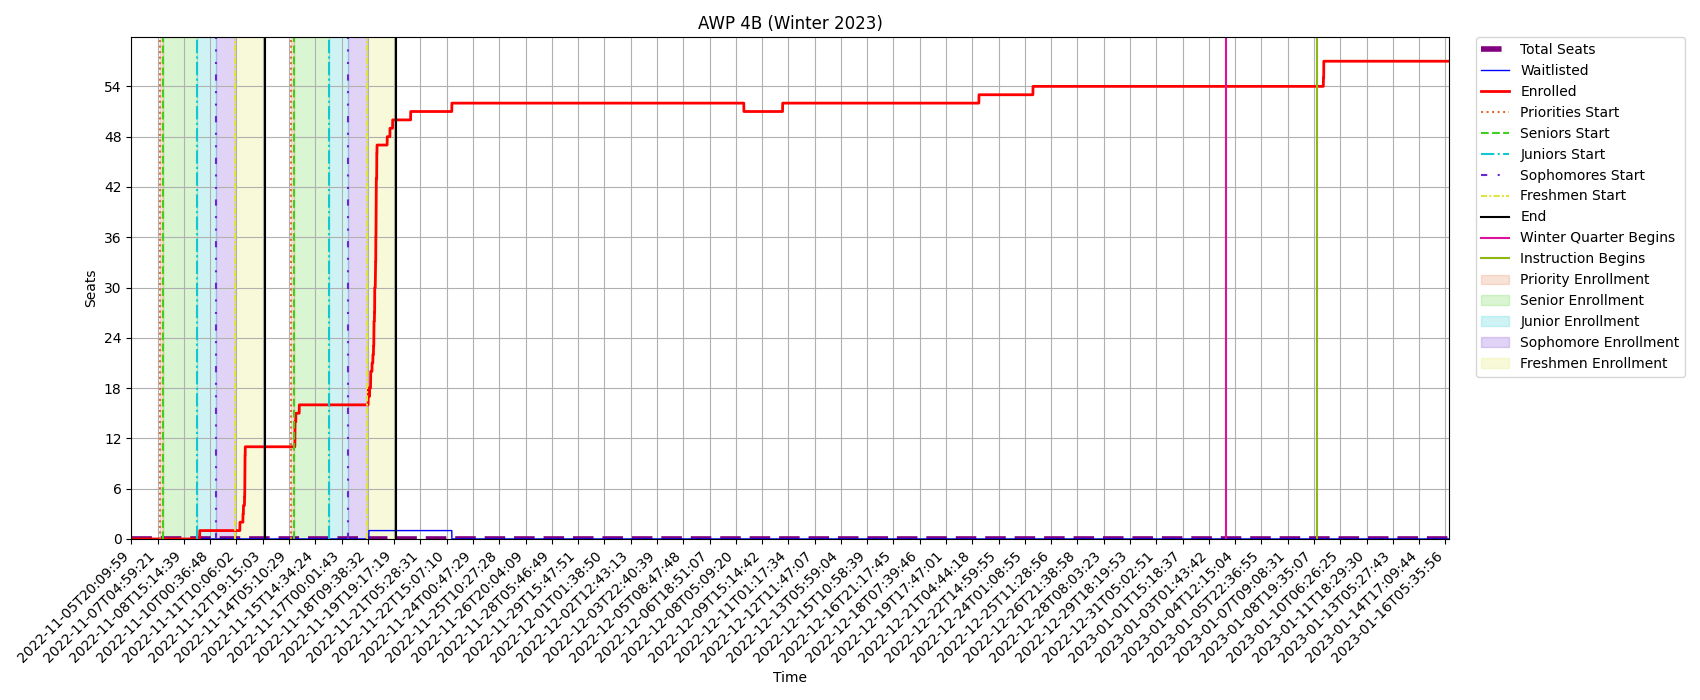 AWP 4B (Winter 2023)
Total Seats
Waitlisted
Enrolled
Priorities Start
Seniors Start
Juniors Start
Sophomores Start
Freshmen Start
End
Winter Quarter Begins
Instruction Begins
Priority Enrollment
Senior Enrollment
Junior Enrollment
Sophomore Enrollment
Freshmen Enrollment
Seats
54
48
42
36
30
24
18
12
6
0
2022-11-05T20:09:59
2022-11-07T04:59:21
2022-11-08T15:14:39
2022-11-10T00:36:48
2022-11-11T10:06:02
2022-11-12T19:15:03
2022-11-14T05:10:29
2022-11-15T14:34:24
2022-11-17T00:01:43
2022-11-18T09:38:32
2022-11-19T19:17:19
2022-11-21T05:28:31
2022-11-22T15:07:10
2022-11-24T00:47:29
2022-11-25T10:27:28
2022-11-26T20:04:09
2022-11-28T05:46:49
2022-11-29T15:47:51
2022-12-01T01:38:50
2022-12-02T12:43:13
2022-12-03T22:40:39
2022-12-05T08:47:48
2022-12-06T18:51:07
2022-12-08T05:09:20
2022-12-09T15:14:42
2022-12-11T01:17:34
2022-12-12T11:47:07
2022-12-13T15:59:04
2022-12-15T10:58:39
2022-12-16T21:17:45
2022-12-18T07:39:46
2022-12-19T17:47:01
2022-12-21T04:44:18
2022-12-22T14:59:55
2022-12-24T01:08:55
2022-12-25T11:28:56
2022-12-26T21:38:58
2022-12-28T08:03:23
2022-12-29T18:19:53
2022-12-31T05:02:51
2023-01-01T15:18:37
2023-01-03T01:43:42
2023-01-04T12:15:04
2023-01-05T22:36:55
2023-01-07T09:08:31
2023-01-08T19:35:07
2023-01-10T06:26:25
2023-01-11T18:29:30
2023-01-13T05:27:43
2023-01-14T17:09:44
2023-01-16T05:35:56
Time